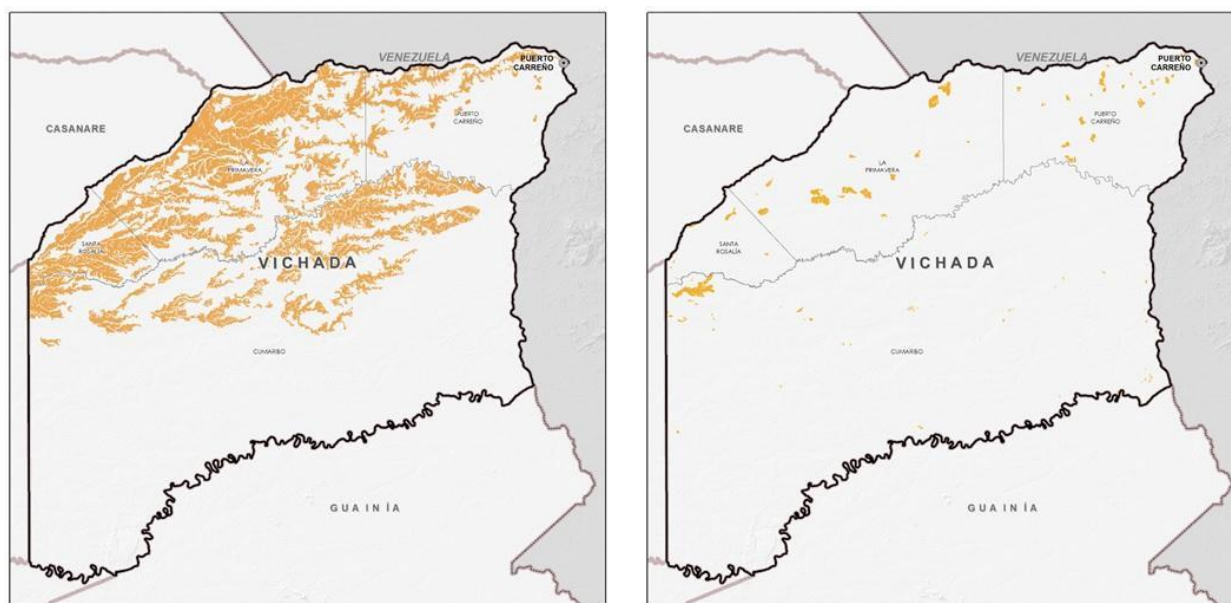 VENEZUELA
PUERTO
CARREÑO
CASANARE
PUERTO
CARREÑO
LA
PRIMAVERA
SANTA
ROSALÍA
VICHADA
CUMARIBO
GUAINÍA
VENEZUELA
PUERTO
CARREÑO
CASANARE
PUERTO
CARREÑO
LA
PRIMAVERA
SANTA
ROSALÍA
VICHADA
CUMARIBO
GUAINÍA